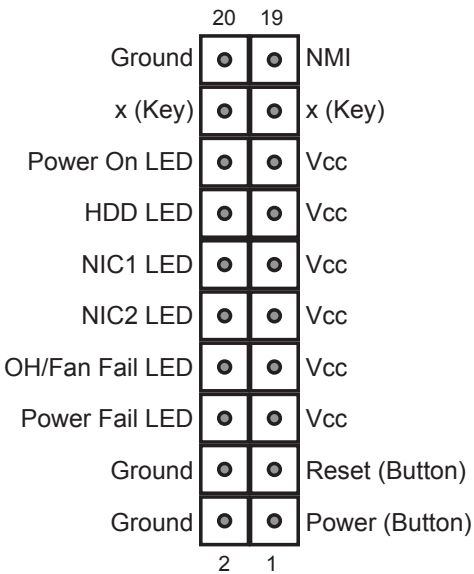 20 19
Ground NMI
x (Key) x (Key)
Power On LED Vcc
HDD LED Vcc
NIC1 LED Vcc
NIC2 LED Vcc
OH/Fan Fail LED Vcc
Power Fail LED Vcc
Ground Reset (Button)
Ground Power (Button)
2 1